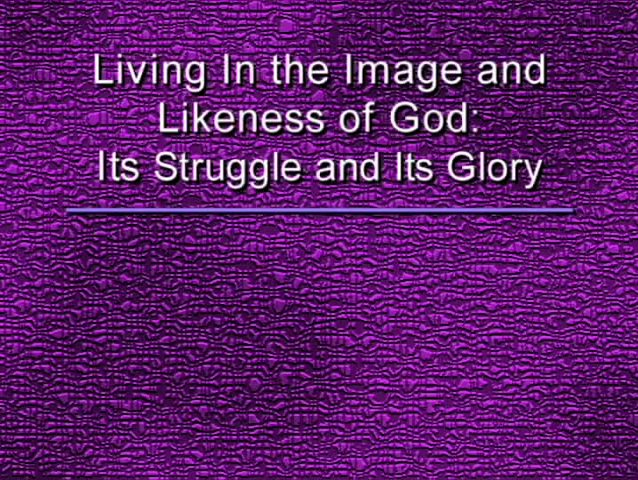 Living In the Image and
Likeness of God:
Its Struggle and Its Glory